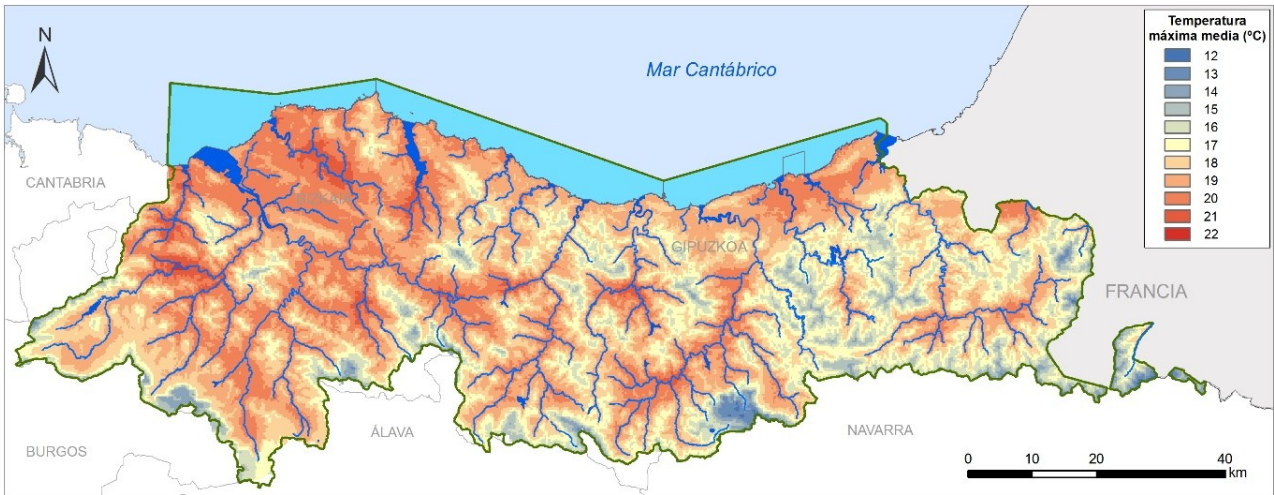 N
Mar Cantábrico
Temperatura
máxima media (ºC)
12
13
14
15
16
17
18
19
20
21
22
CANTABRIA
BIZKAIA
GIPUZKOA
FRANCIA
BURGOS
ÁLAVA
NAVARRA
0 10 20 40
km